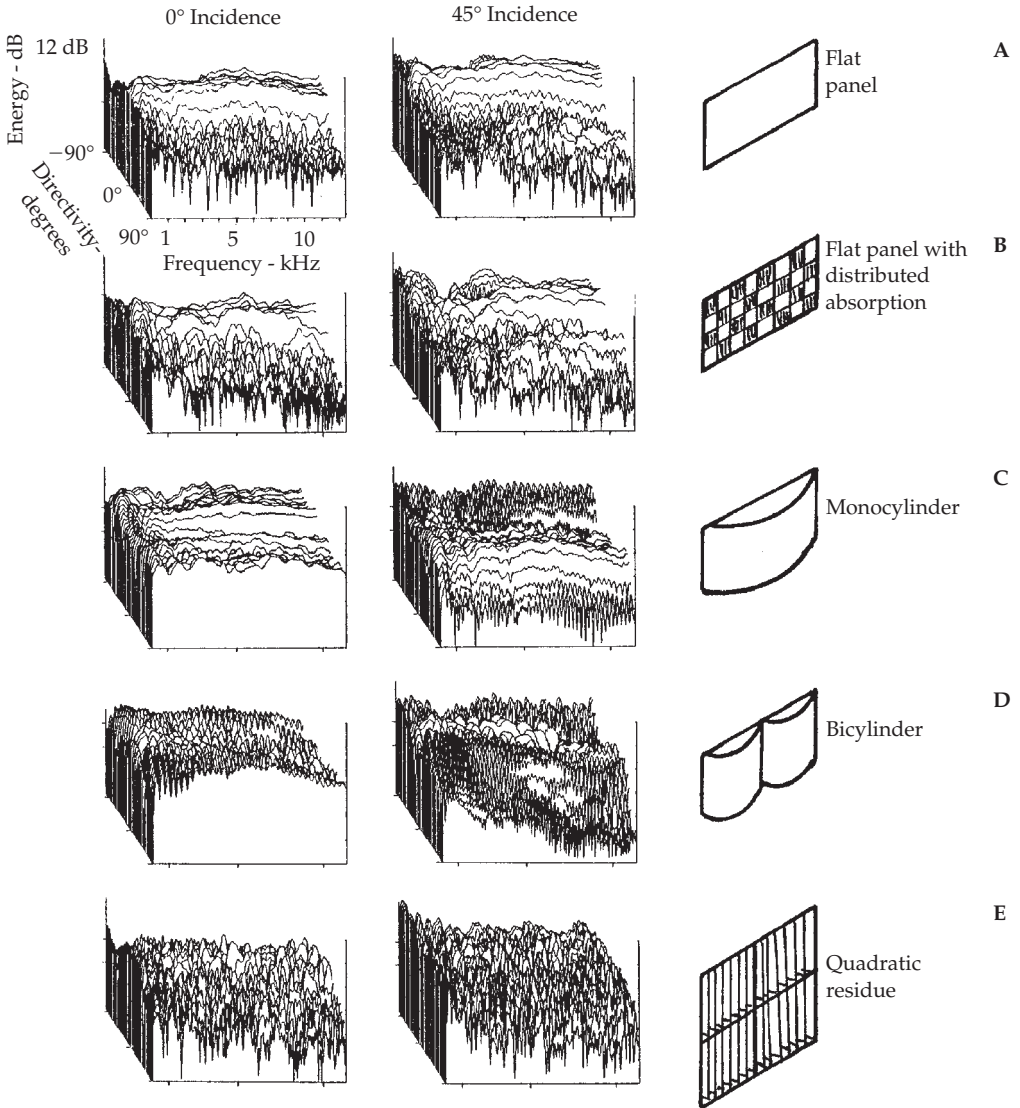 0° Incidence
45° Incidence
12 dB
Energy - dB
−90°
0°
90°
Directivity-
degrees
1 5 10
Frequency - kHz
A
Flat
panel
B
Flat panel with
distributed
absorption
C
Monocylinder
D
Bicylinder
E
Quadratic
residue